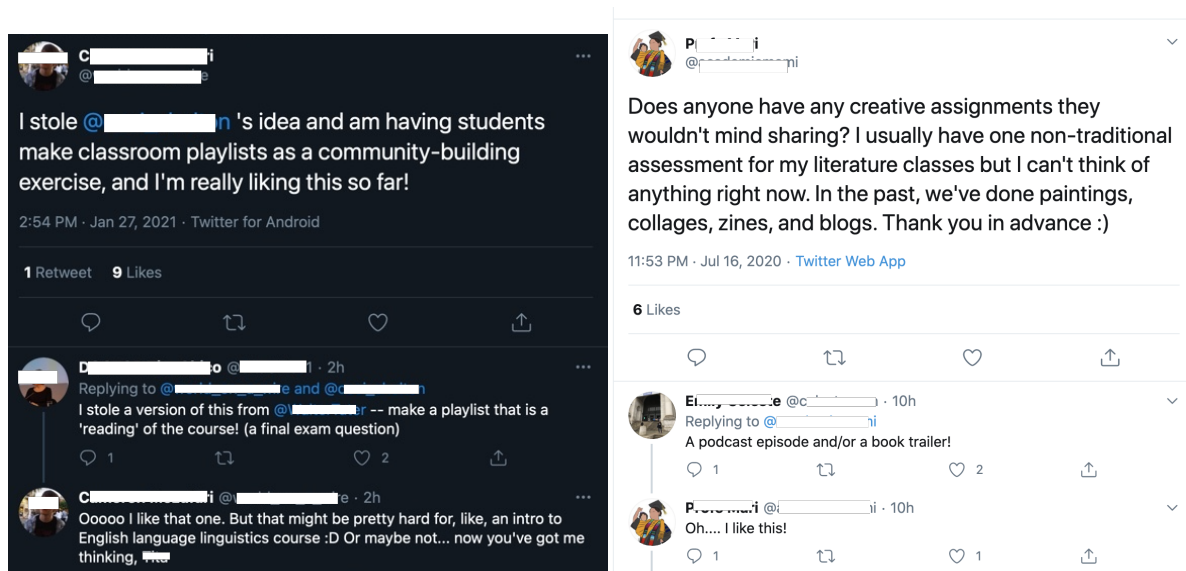 I stole @ 's idea and am having students
make classroom playlists as a community-building
exercise, and I'm really liking this so far!
2:54 PM · Jan 27, 2021 · Twitter for Android
1 Retweet 9 Likes
· 2h
Replying to @ and @
I stole a version of this from @ -- make a playlist that is a
'reading' of the course! (a final exam question)
1 2
· 2h
Ooooo I like that one. But that might be pretty hard for, like, an intro to
English language linguistics course :D Or maybe not... now you've got me
thinking,
Does anyone have any creative assignments they
wouldn't mind sharing? I usually have one non-traditional
assessment for my literature classes but I can't think of
anything right now. In the past, we've done paintings,
collages, zines, and blogs. Thank you in advance :)
11:53 PM · Jul 16, 2020 · Twitter Web App
6 Likes
· 10h
Replying to @
A podcast episode and/or a book trailer!
1 2
· 10h
Oh.... I like this!
1 1